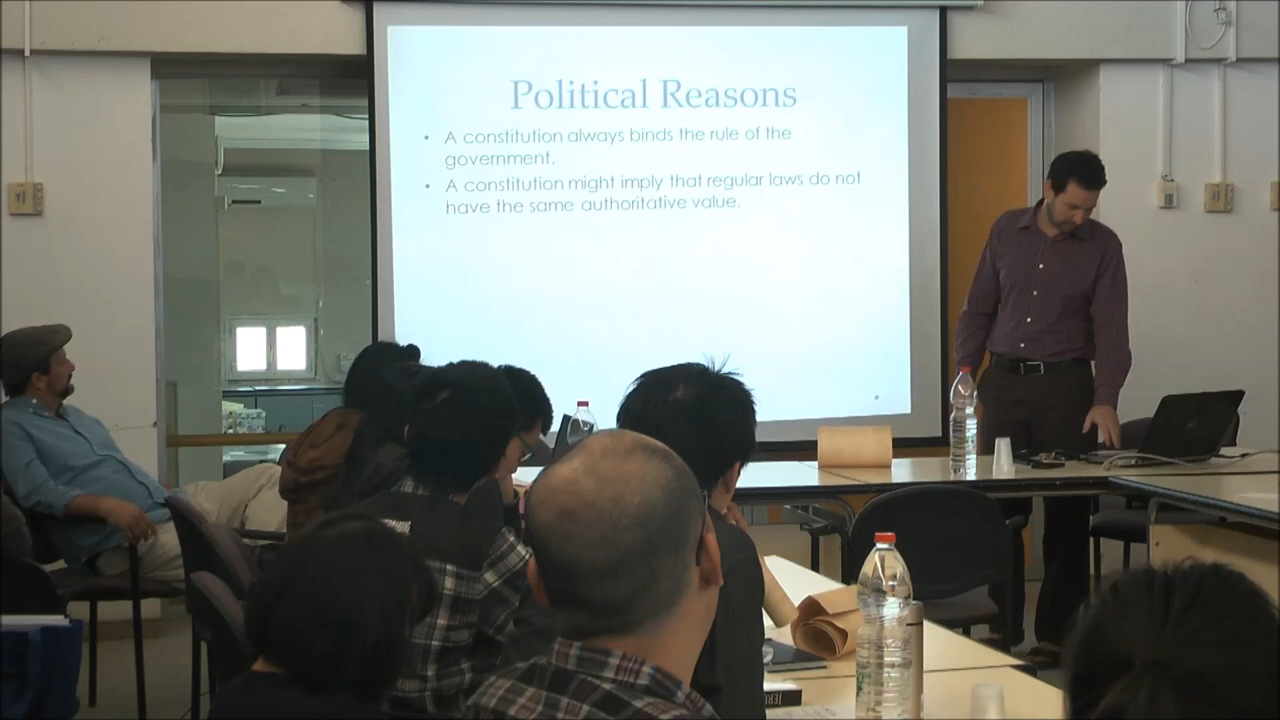 Political Reasons
• A constitution always binds the rule of the
government.
• A constitution might imply that regular laws do not
have the same authoritative value.